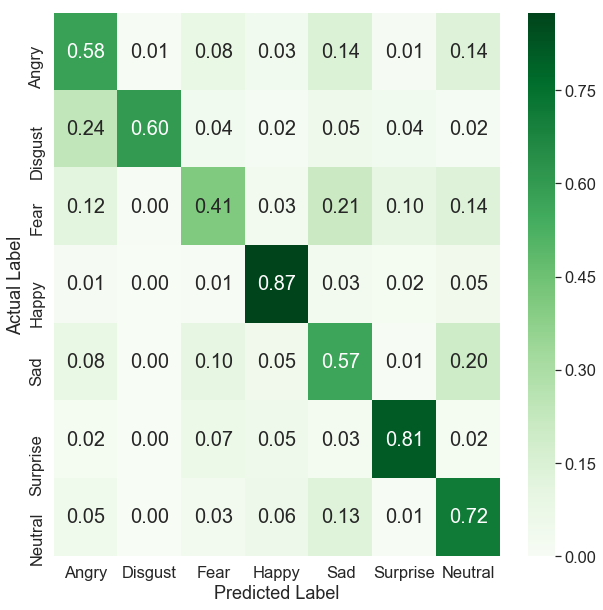 Actual Label
Angry 0.58 0.01 0.08 0.03 0.14 0.01 0.14
Disgust 0.24 0.60 0.04 0.02 0.05 0.04 0.02
Fear 0.12 0.00 0.41 0.03 0.21 0.10 0.14
Happy 0.01 0.00 0.01 0.87 0.03 0.02 0.05
Sad 0.08 0.00 0.10 0.05 0.57 0.01 0.20
Surprise 0.02 0.00 0.07 0.05 0.03 0.81 0.02
Neutral 0.05 0.00 0.03 0.06 0.13 0.01 0.72
Angry Disgust Fear Happy Sad Surprise Neutral
Predicted Label
0.75
0.60
0.45
0.30
0.15
0.00